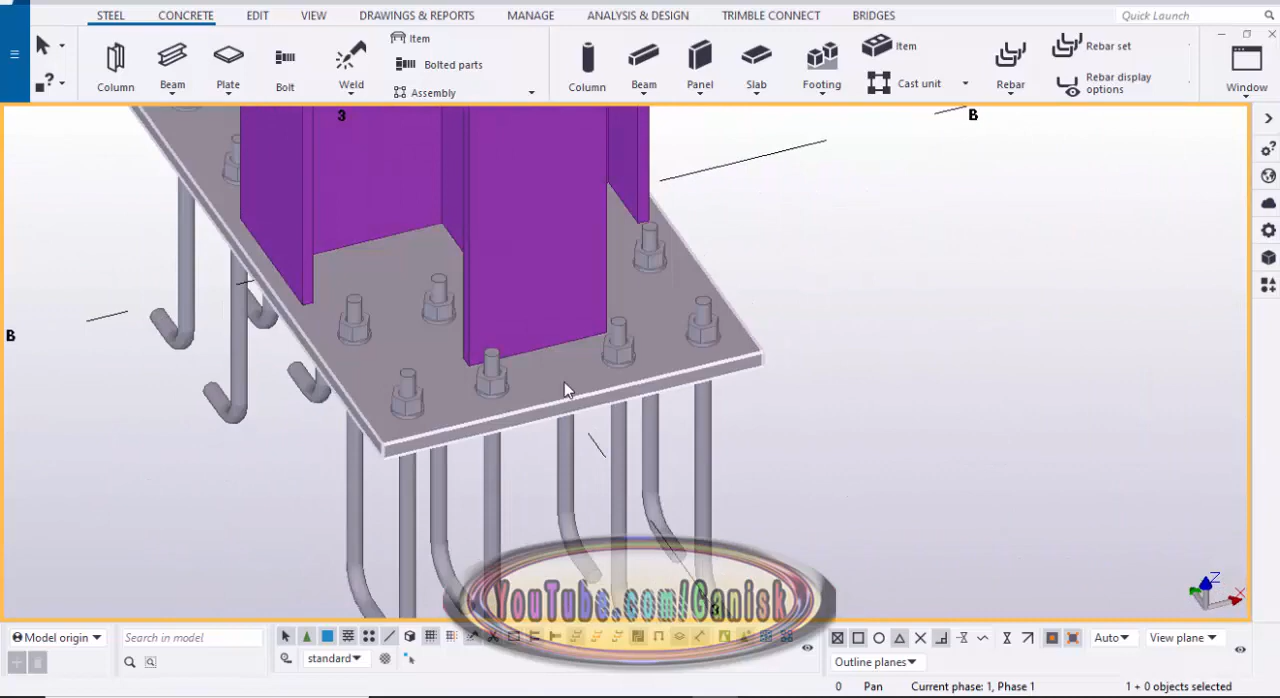 STEEL CONCRETE EDIT VIEW DRAWINGS & REPORTS MANAGE ANALYSIS & DESIGN TRIMBLE CONNECT BRIDGES Quick Launch
Column Beam Plate Bolt Weld
Item
Bolted parts
Assembly
Column Beam Panel Slab Footing
Item
Cast unit
Rebar
Rebar set
Rebar display options
Window
3
B
B
3
YouTube.com/Ganisk
Z
X
Model origin Search in model
standard
Auto View plane
Outline planes
0 Pan Current phase: 1, Phase 1 1 + 0 objects selected